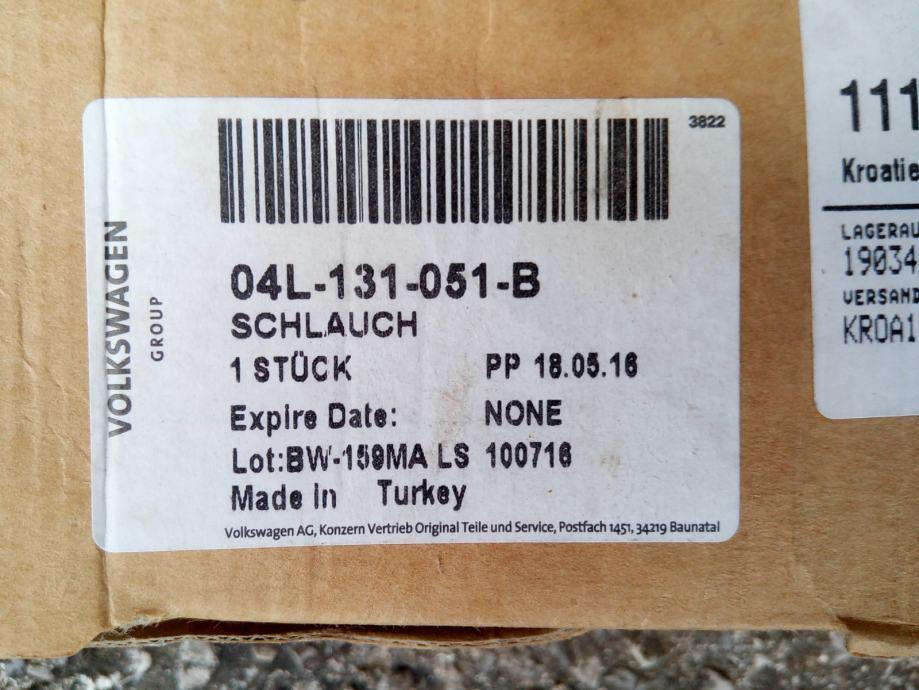 3822
VOLKSWAGEN
GROUP
04L-131-051-B
SCHLAUCH
1 STÜCK PP 18.05.16
Expire Date: NONE
Lot:BW-159MA LS 100716
Made in Turkey
Volkswagen AG, Konzern Vertrieb Original Teile und Service, Postfach 1451, 34219 Baunatal
111
Kroatie
LAGERAU
19034
VERSAND
KROA1